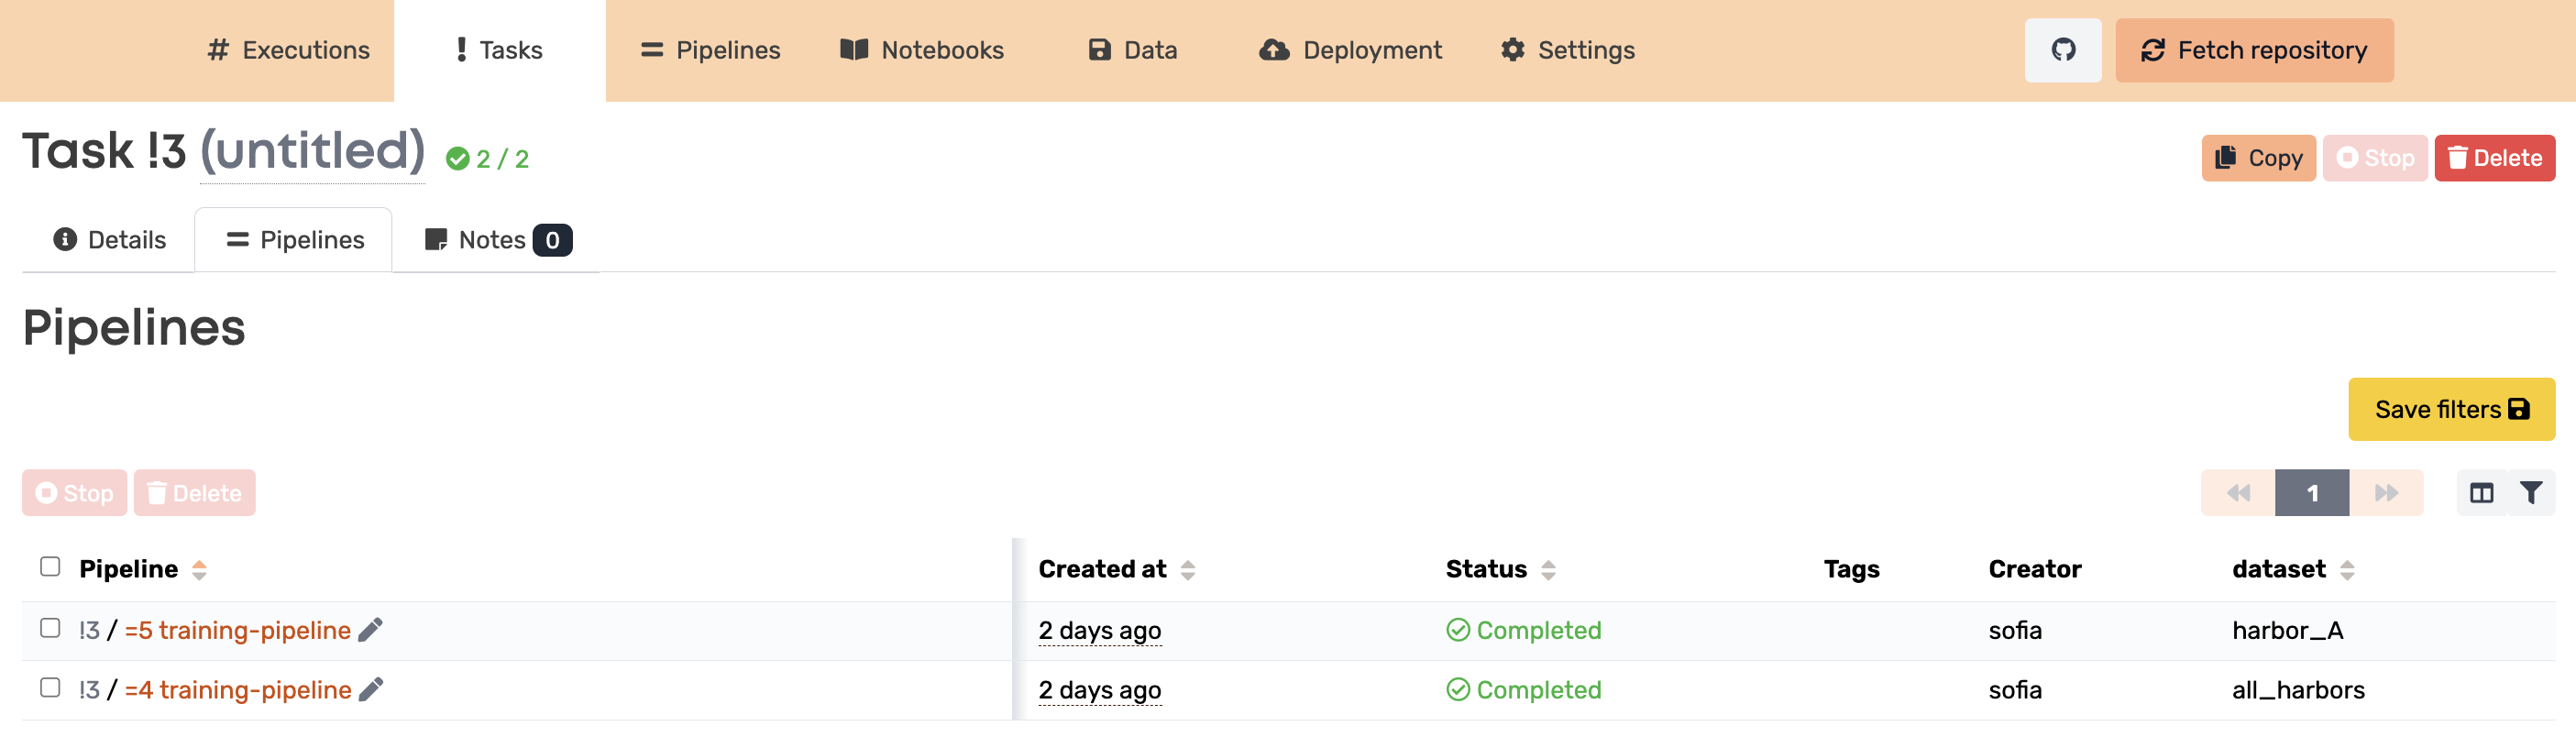 # Executions ! Tasks = Pipelines Notebooks Data Deployment Settings Fetch repository
Task !3 (untitled) 2 / 2 Copy Stop Delete
Details Pipelines Notes 0
Pipelines
Save filters
Stop Delete 1
Pipeline Created at Status Tags Creator dataset
!3 / =5 training-pipeline 2 days ago Completed sofia harbor_A
!3 / =4 training-pipeline 2 days ago Completed sofia all_harbors